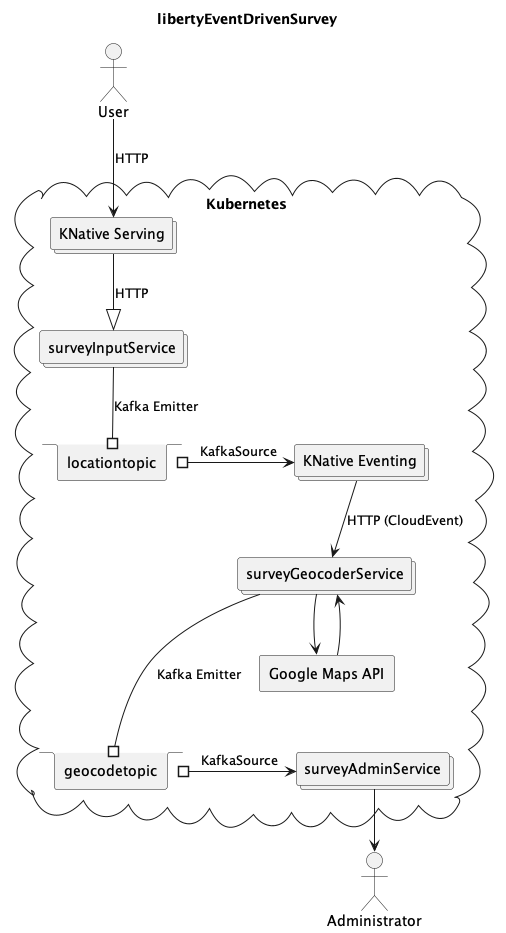 libertyEventDrivenSurvey
User
HTTP
Kubernetes
KNative Serving
HTTP
surveyInputService
Kafka Emitter
locationtopic
KafkaSource
KNative Eventing
HTTP (CloudEvent)
surveyGeocoderService
Kafka Emitter
Google Maps API
geocodetopic
KafkaSource
surveyAdminService
Administrator